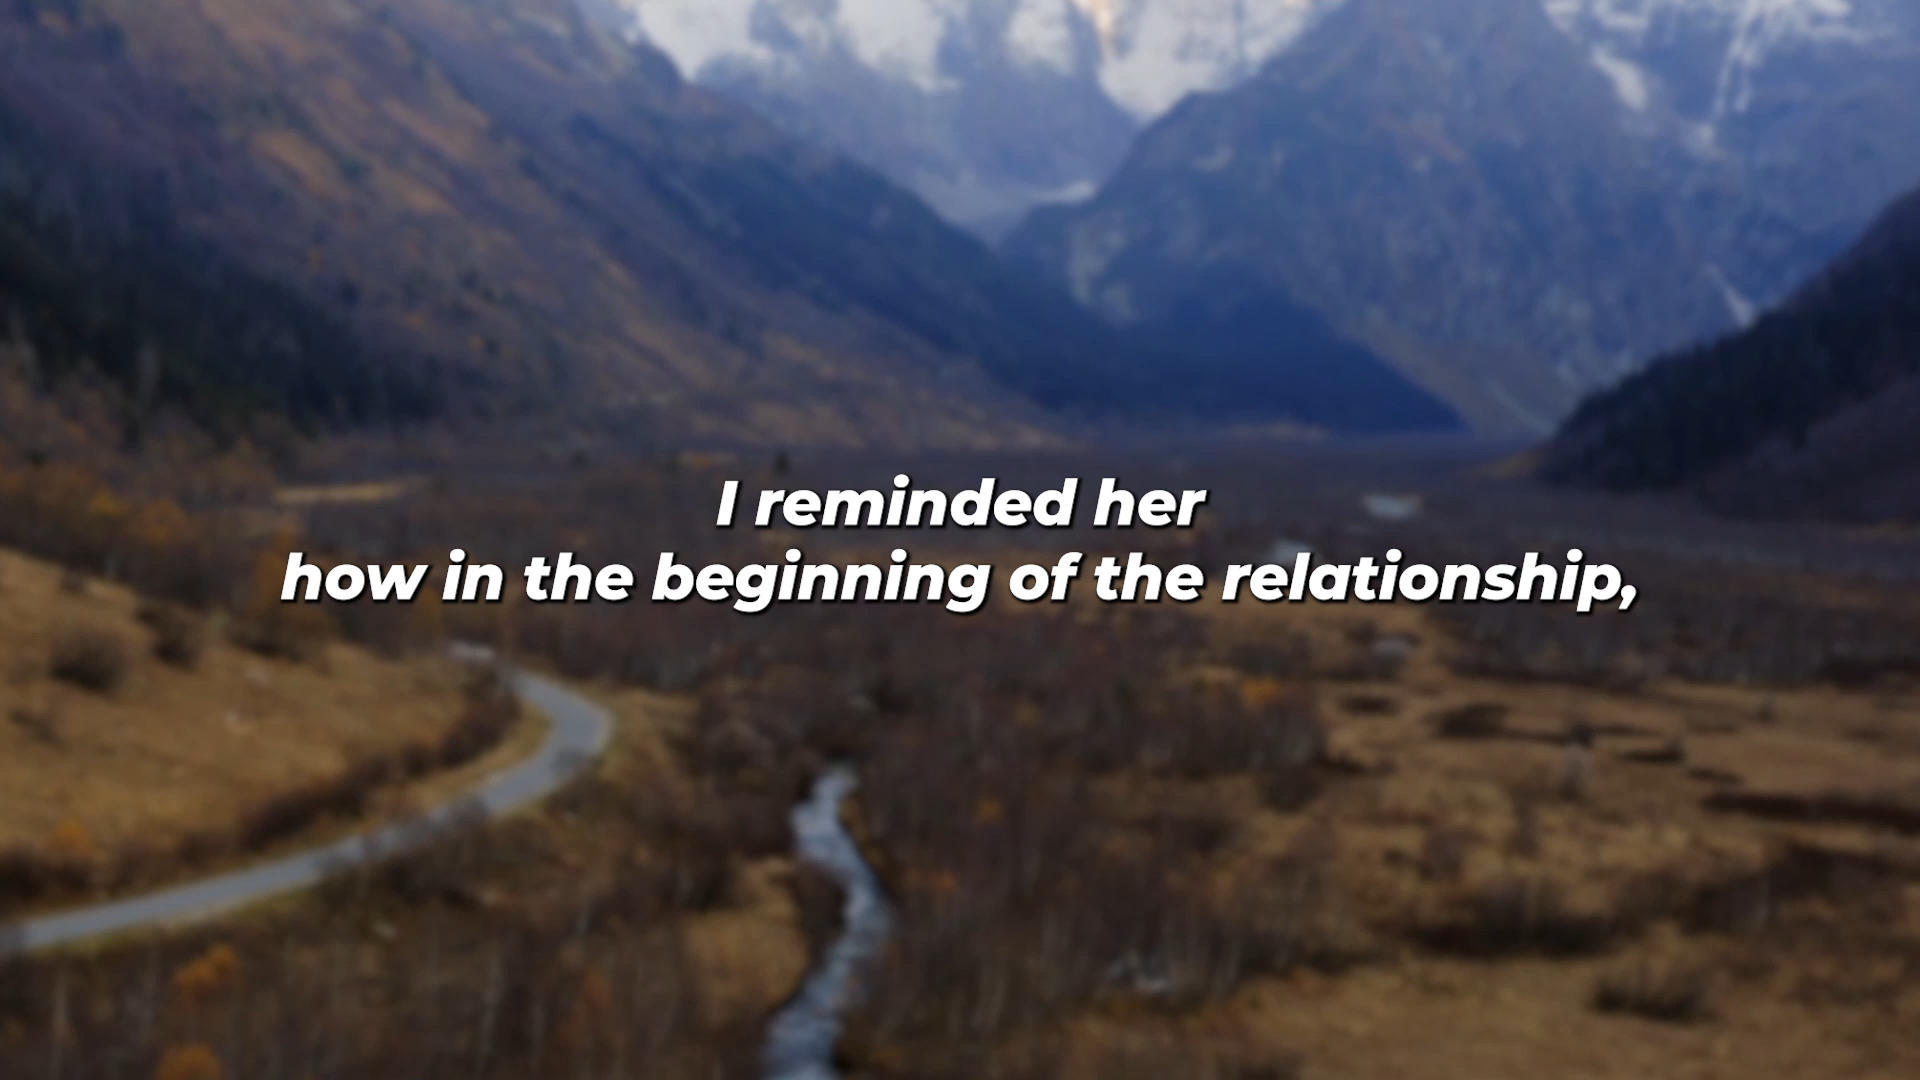 I reminded her
how in the beginning of the relationship,